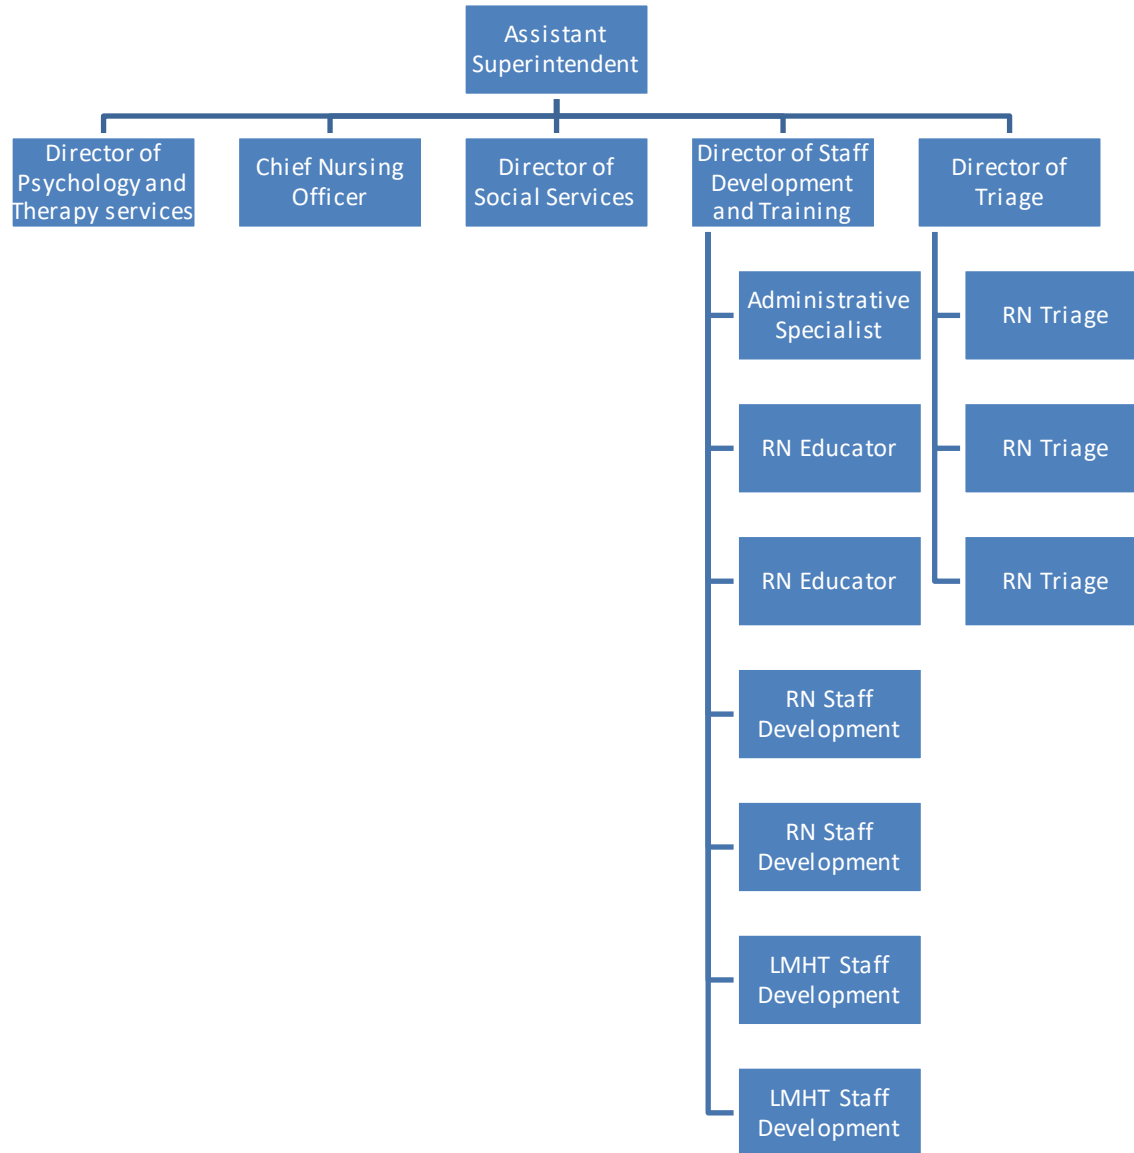 Assistant
Superintendent
Director of
Psychology and
Therapy services
Chief Nursing
Officer
Director of
Social Services
Director of Staff
Development
and Training
Director of
Triage
Administrative
Specialist
RN Educator
RN Educator
RN Staff
Development
RN Staff
Development
LMHT Staff
Development
LMHT Staff
Development
RN Triage
RN Triage
RN Triage